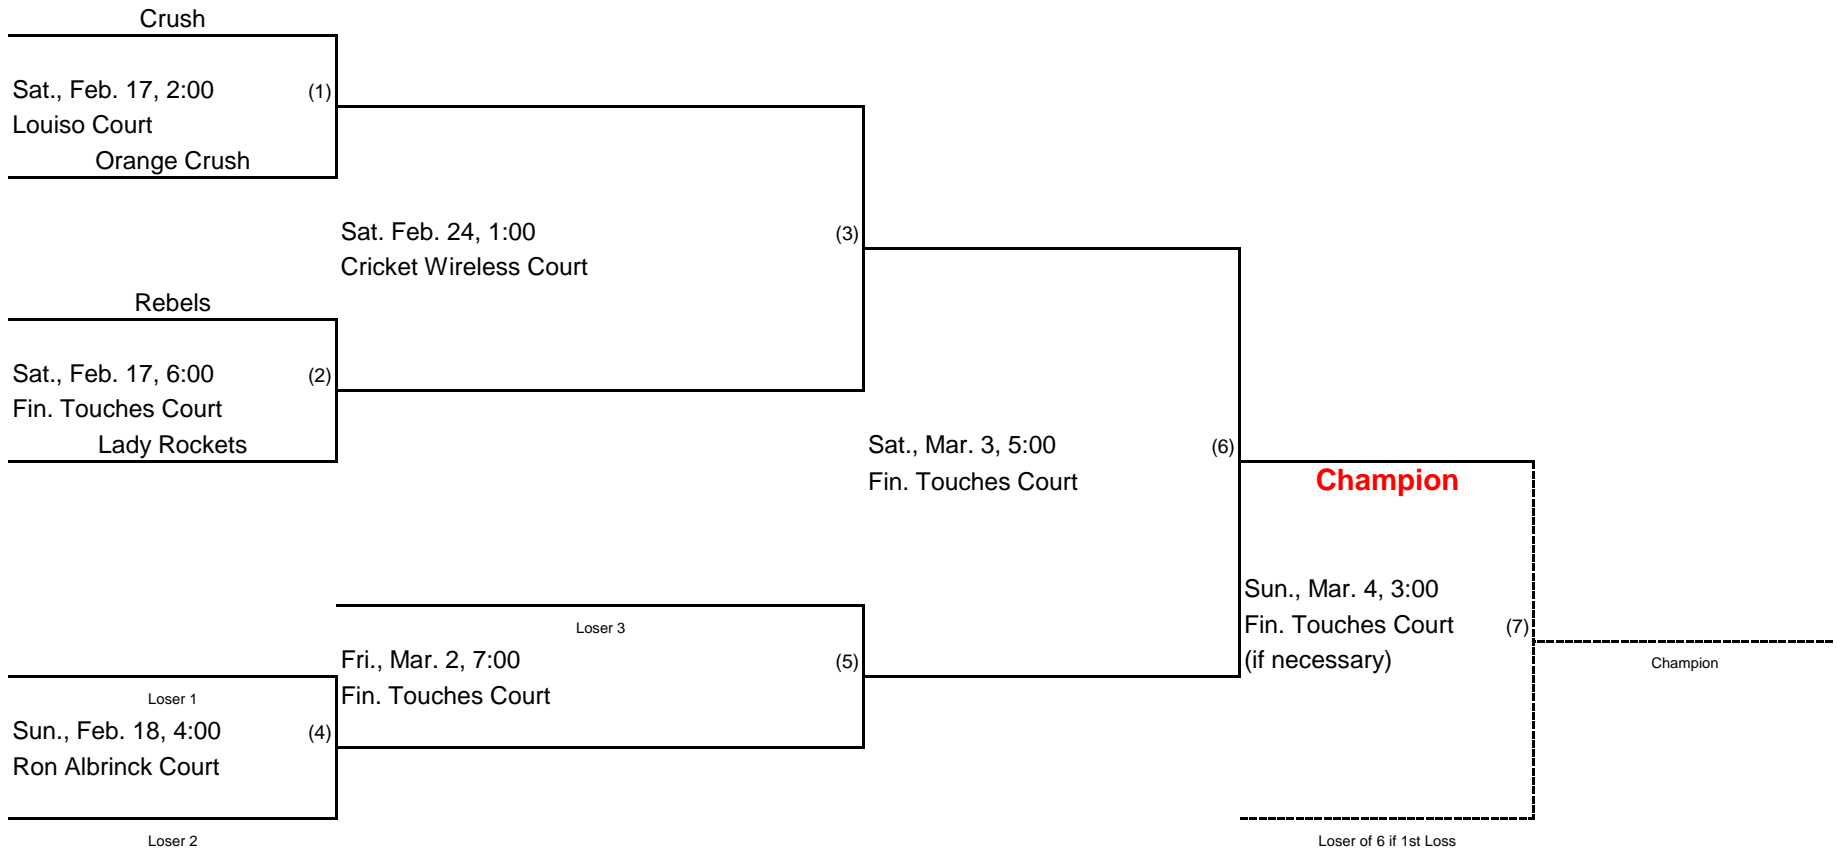 Crush
Sat., Feb. 17, 2:00 (1)
Louiso Court
Orange Crush
Sat. Feb. 24, 1:00 (3)
Cricket Wireless Court
Rebels
Sat., Feb. 17, 6:00 (2)
Fin. Touches Court
Lady Rockets
Sat., Mar. 3, 5:00 (6)
Fin. Touches Court
Champion
Sun., Mar. 4, 3:00
Fin. Touches Court (7)
(if necessary)
Champion
Loser 3
Fri., Mar. 2, 7:00 (5)
Fin. Touches Court
Loser 1
Sun., Feb. 18, 4:00 (4)
Ron Albrinck Court
Loser 2
Loser of 6 if 1st Loss